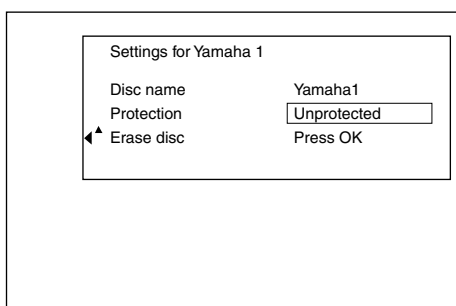 Settings for Yamaha 1
Disc name Yamaha1
Protection Unprotected
Erase disc Press OK